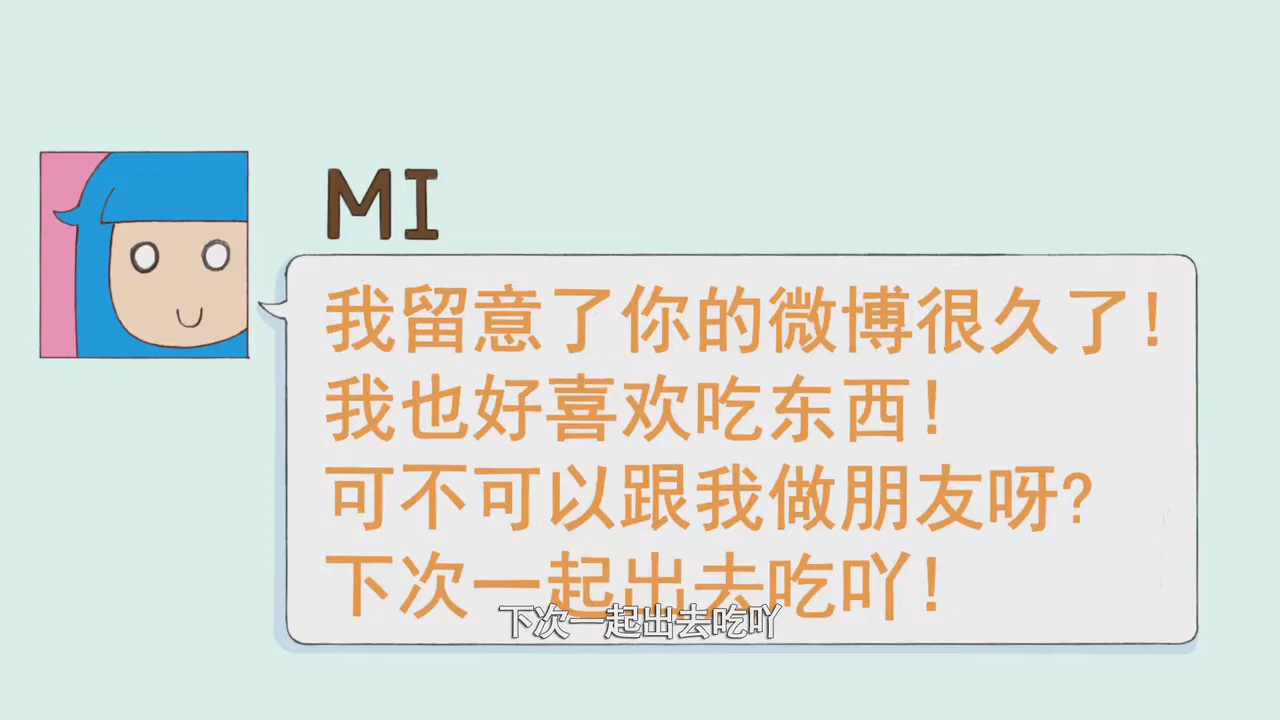 MI
我留意了你的微博很久了!
我也好喜欢吃东西!
可不可以跟我做朋友呀?
下次一起出去吃吖!
下次一起出去吃吖